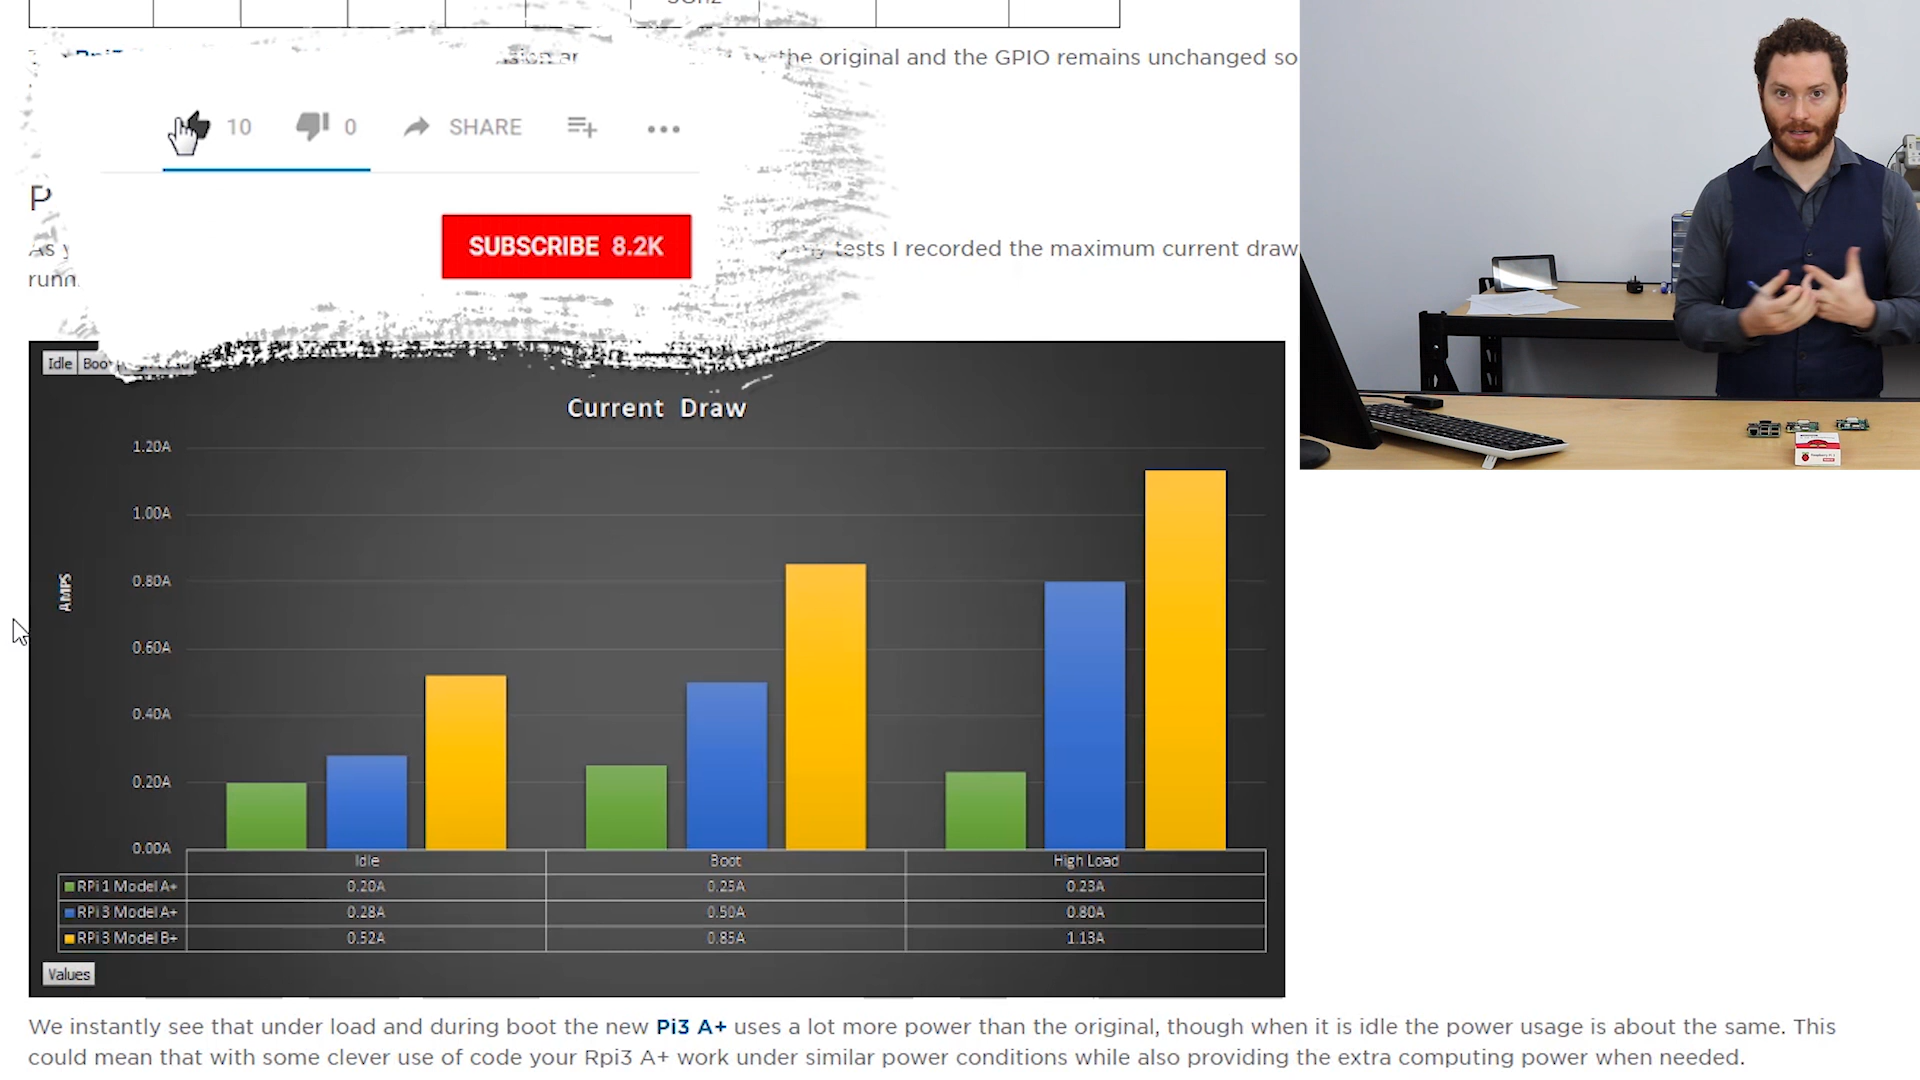 the original and the GPIO remains unchanged so
10 0 SHARE
P
SUBSCRIBE 8.2K
As y tests I recorded the maximum current draw
runn
Idle Boo
Current Draw
1.20A
1.00A
0.80A
0.60A
0.40A
0.20A
0.00A
AMPS
Idle Boot High Load
RPi 1 Model A+ 0.20A 0.25A 0.23A
RPi 3 Model A+ 0.28A 0.50A 0.80A
RPi 3 Model B+ 0.52A 0.85A 1.13A
Values
We instantly see that under load and during boot the new Pi3 A+ uses a lot more power than the original, though when it is idle the power usage is about the same. This
could mean that with some clever use of code your Rpi3 A+ work under similar power conditions while also providing the extra computing power when needed.